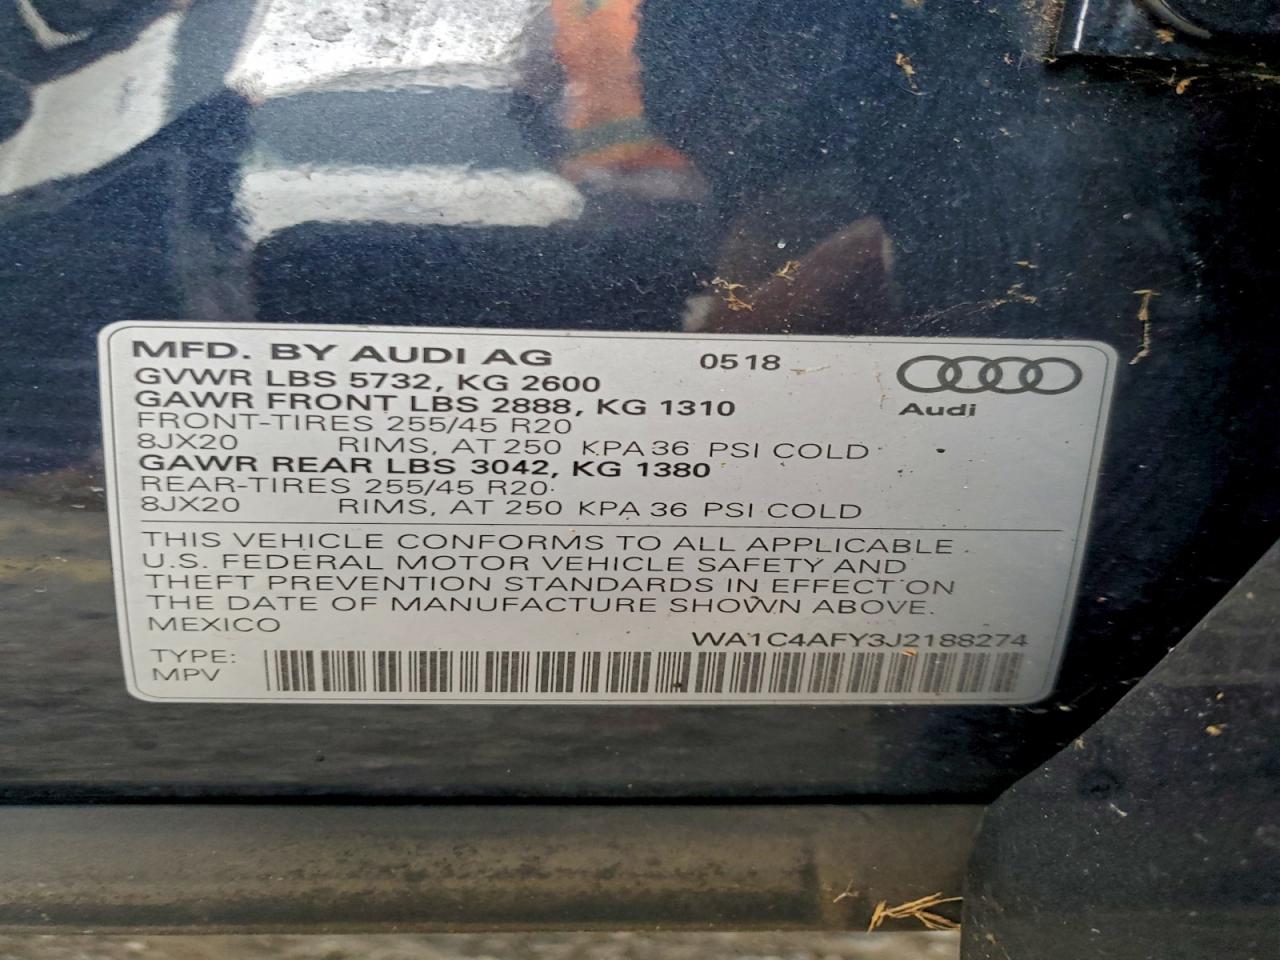 MFD. BY AUDI AG 0518
GVWR LBS 5732, KG 2600
Audi
GAWR FRONT LBS 2888, KG 1310
FRONT-TIRES 255/45 R20
8JX20 RIMS, AT 250 KPA 36 PSI COLD
GAWR REAR LBS 3042, KG 1380
REAR-TIRES 255/45 R20
8JX20 RIMS, AT 250 KPA 36 PSI COLD
THIS VEHICLE CONFORMS TO ALL APPLICABLE
U.S. FEDERAL MOTOR VEHICLE SAFETY AND
THEFT PREVENTION STANDARDS IN EFFECT ON
THE DATE OF MANUFACTURE SHOWN ABOVE.
MEXICO
WA1C4AFY3J2188274
TYPE:
MPV